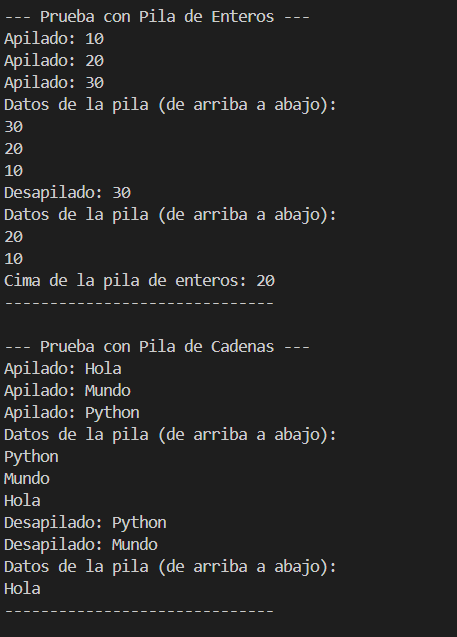 --- Prueba con Pila de Enteros ---
Apilado: 10
Apilado: 20
Apilado: 30
Datos de la pila (de arriba a abajo):
30
20
10
Desapilado: 30
Datos de la pila (de arriba a abajo):
20
10
Cima de la pila de enteros: 20
------------------------------

--- Prueba con Pila de Cadenas ---
Apilado: Hola
Apilado: Mundo
Apilado: Python
Datos de la pila (de arriba a abajo):
Python
Mundo
Hola
Desapilado: Python
Desapilado: Mundo
Datos de la pila (de arriba a abajo):
Hola
------------------------------